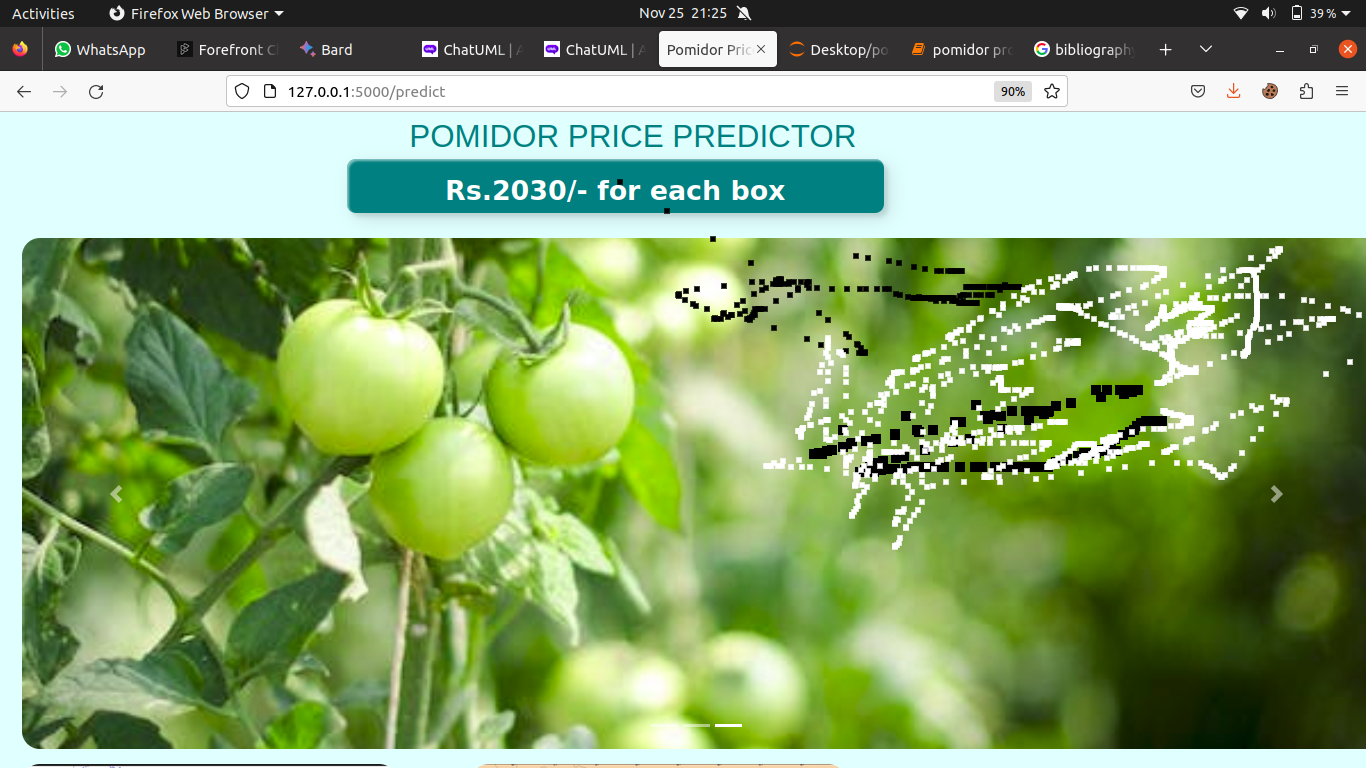 Activities Firefox Web Browser Nov 25 21:25 39 %
WhatsApp Forefront C Bard ChatUML | A ChatUML | A Pomidor Pric Desktop/po pomidor pr bibliography
127.0.0.1:5000/predict 90%
POMIDOR PRICE PREDICTOR
Rs.2030/- for each box